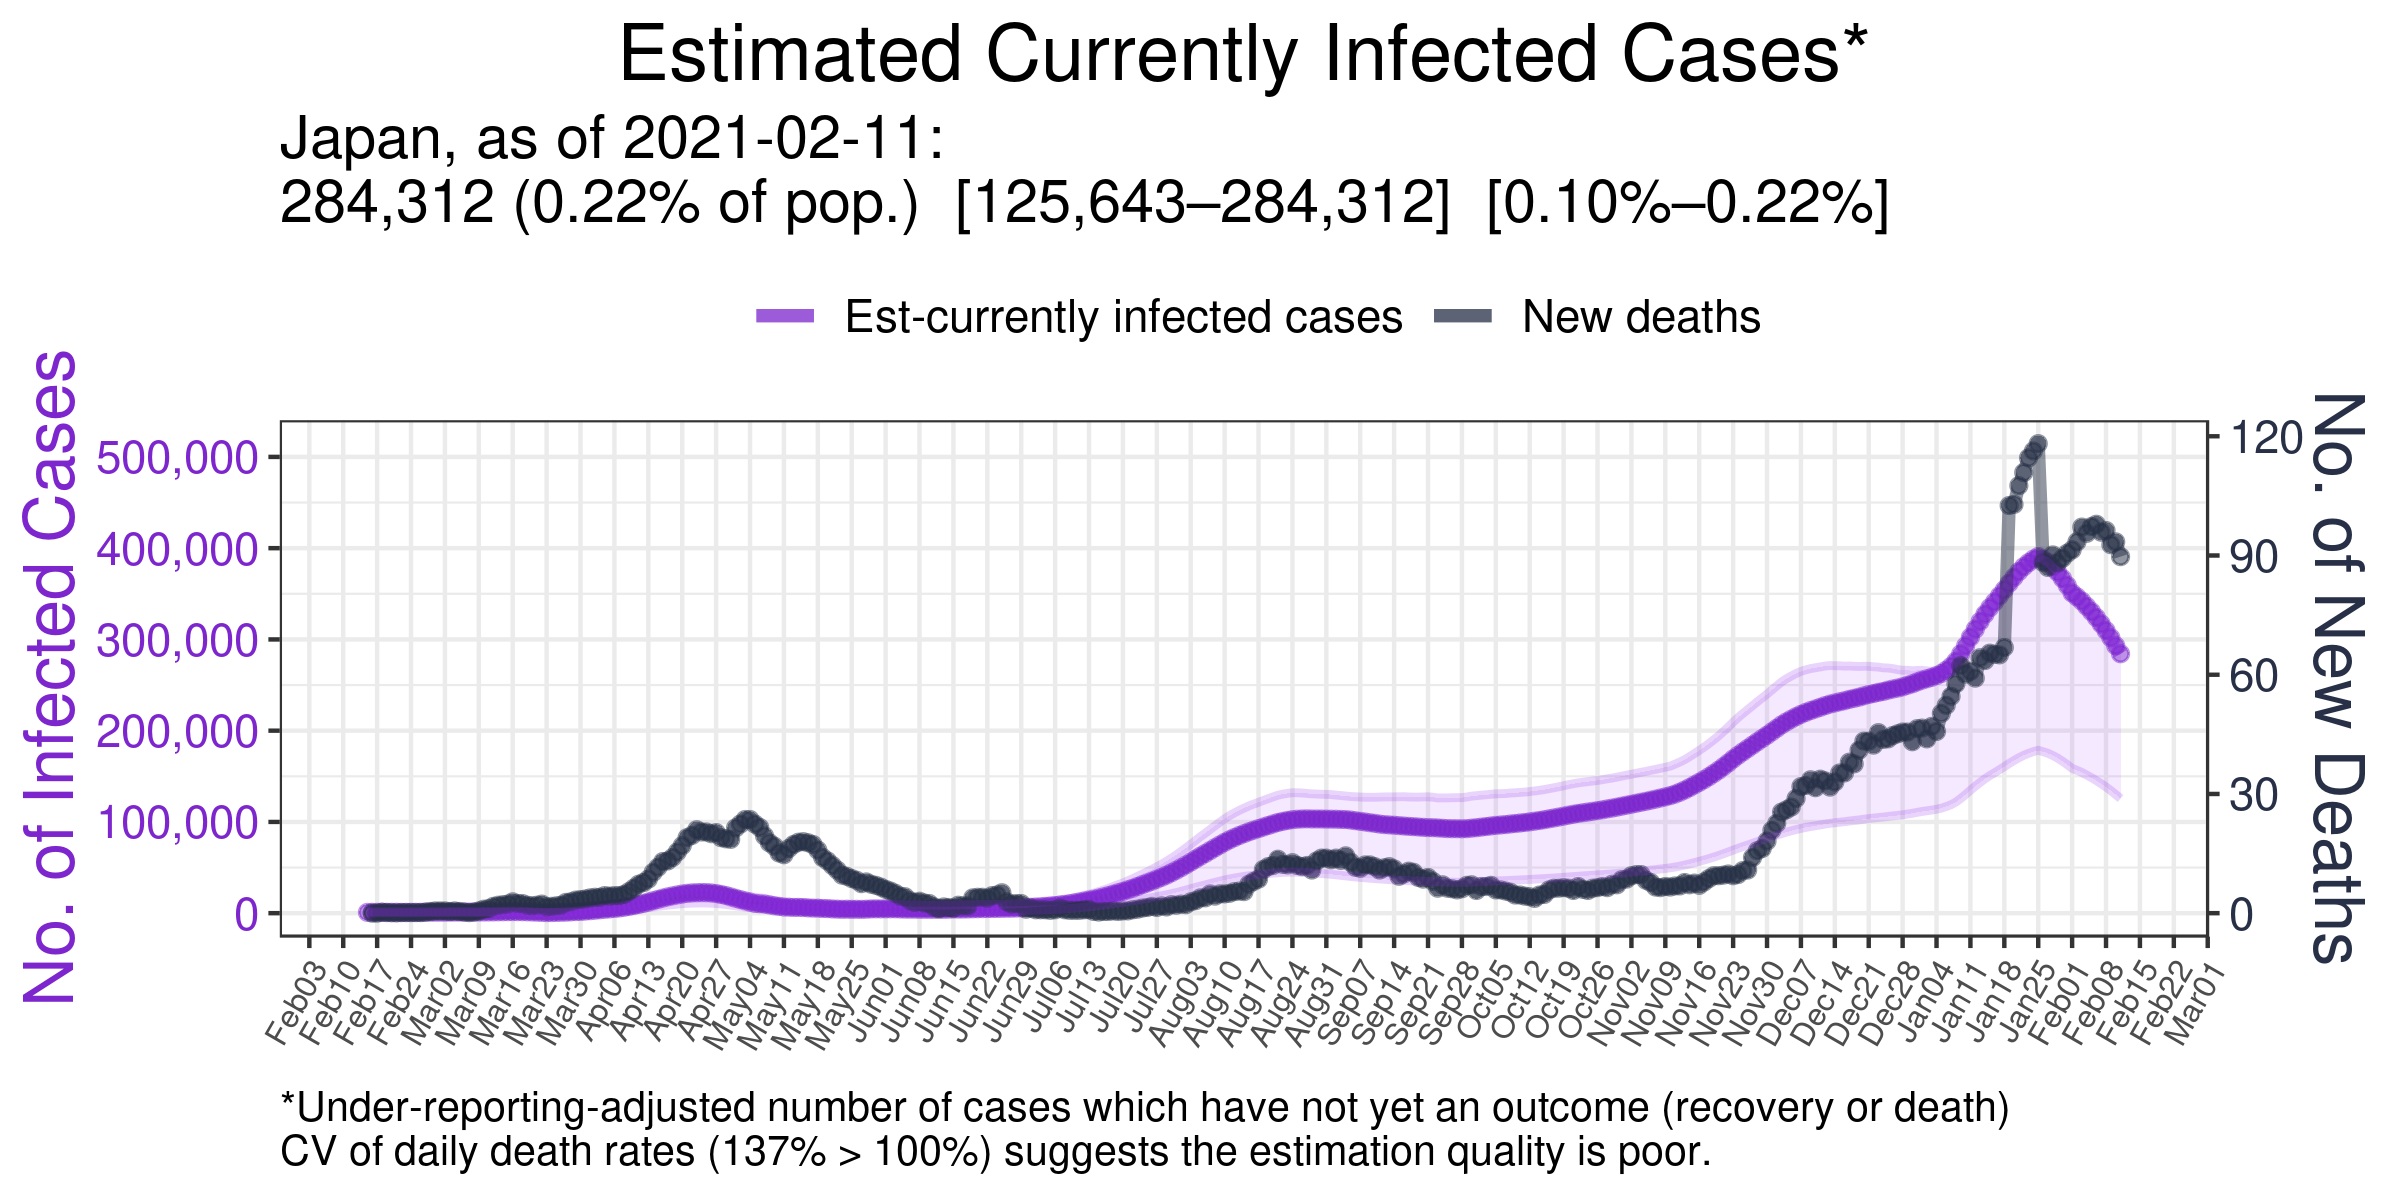 Estimated Currently Infected Cases*
Japan, as of 2021-02-11:
284,312 (0.22% of pop.) [125,643–284,312] [0.10%–0.22%]
Est-currently infected cases
New deaths
No. of Infected Cases
500,000
400,000
300,000
200,000
100,000
0
120
90
60
30
0
No. of New Deaths
Feb03
Feb10
Feb17
Feb24
Mar02
Mar09
Mar16
Mar23
Mar30
Apr06
Apr13
Apr20
Apr27
May04
May11
May18
May25
Jun01
Jun08
Jun15
Jun22
Jun29
Jul06
Jul13
Jul20
Jul27
Aug03
Aug10
Aug17
Aug24
Aug31
Sep07
Sep14
Sep21
Sep28
Oct05
Oct12
Oct19
Oct26
Nov02
Nov09
Nov16
Nov23
Nov30
Dec07
Dec14
Dec21
Dec28
Jan04
Jan11
Jan18
Jan25
Feb01
Feb08
Feb15
Feb22
Mar01
*Under-reporting-adjusted number of cases which have not yet an outcome (recovery or death)
CV of daily death rates (137% > 100%) suggests the estimation quality is poor.